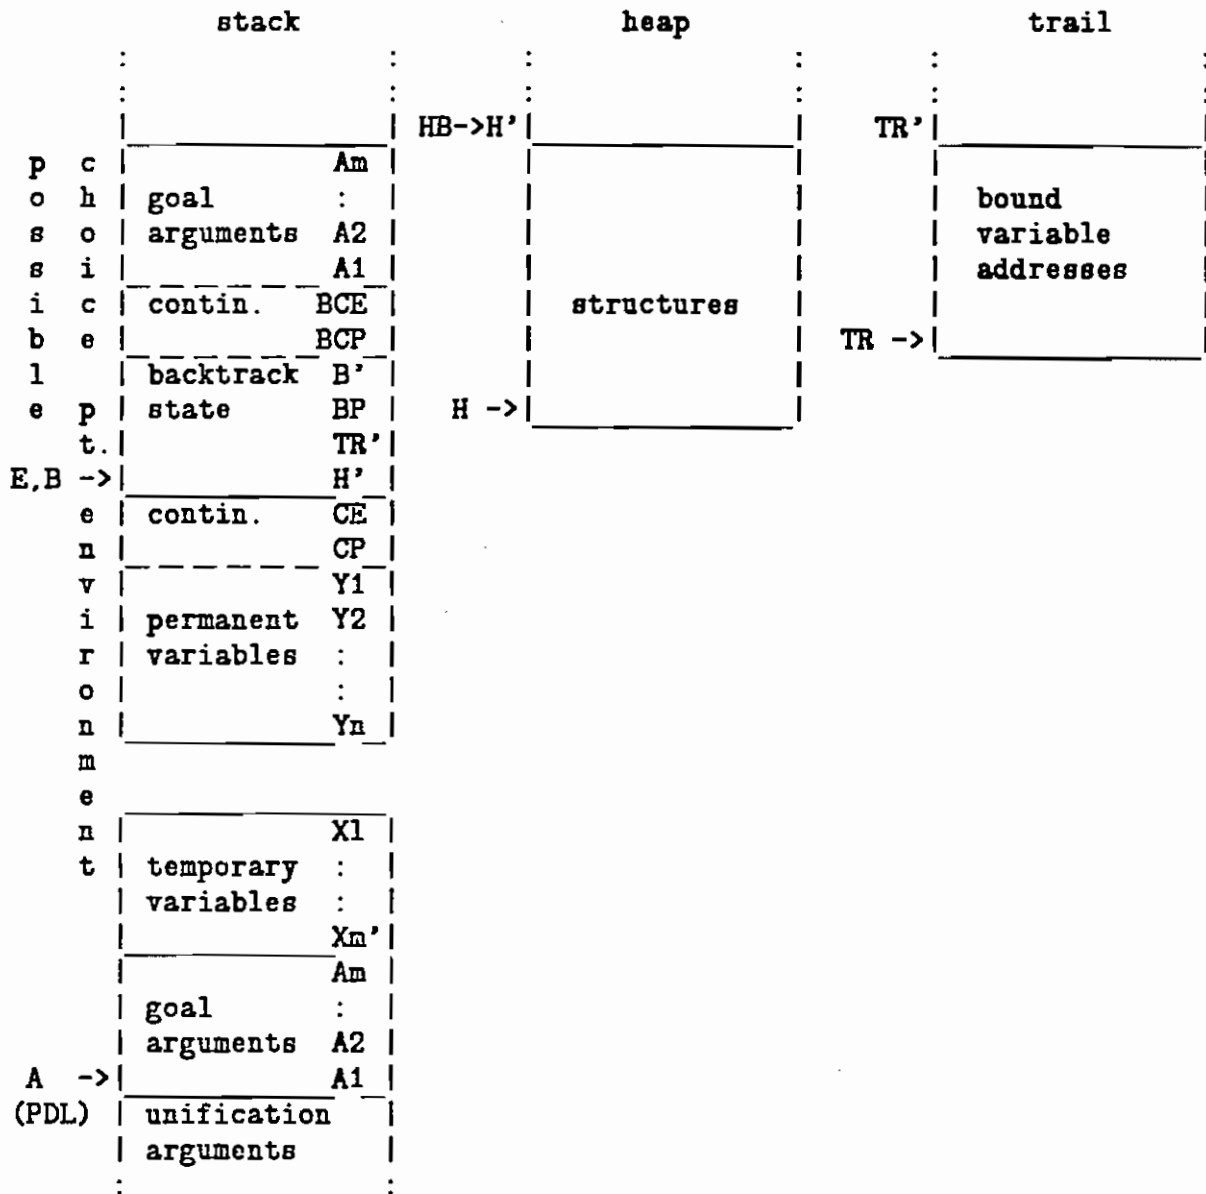 stack heap trail
: : : : : :
: : : : : :
| | HB->H' | | TR' | |
p c | Am | | | | |
o h | goal : | | | | bound |
s o | arguments A2 | | | | variable |
s i | A1 | | | | addresses |
i c | contin. BCE | | structures | | |
b e | BCP | | | TR ->| |
l | backtrack B' | | |
e p | state BP | H ->| |
t. | TR' |
E,B ->| H' |
e | contin. CE |
n | CP |
v | Y1 |
i | permanent Y2 |
r | variables : |
o | : |
n | Yn |
m
e
n | X1 |
t | temporary : |
| variables : |
| Xm' |
| Am |
| goal : |
| arguments A2 |
A ->| A1 |
(PDL) | unification |
| arguments |
: :